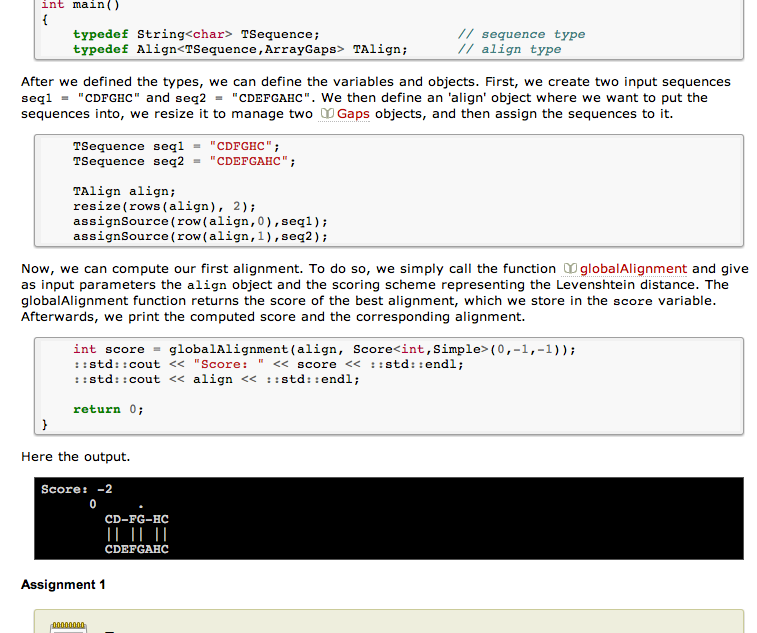 int main()
{
    typedef String<char> TSequence;                 // sequence type
    typedef Align<TSequence,ArrayGaps> TAlign;      // align type
After we defined the types, we can define the variables and objects. First, we create two input sequences
seq1 = "CDFGHC" and seq2 = "CDEFGAHC". We then define an 'align' object where we want to put the
sequences into, we resize it to manage two Gaps objects, and then assign the sequences to it.
    TSequence seq1 = "CDFGHC";
    TSequence seq2 = "CDEFGAHC";
    TAlign align;
    resize(rows(align), 2);
    assignSource(row(align,0),seq1);
    assignSource(row(align,1),seq2);
Now, we can compute our first alignment. To do so, we simply call the function globalAlignment and give
as input parameters the align object and the scoring scheme representing the Levenshtein distance. The
globalAlignment function returns the score of the best alignment, which we store in the score variable.
Afterwards, we print the computed score and the corresponding alignment.
    int score = globalAlignment(align, Score<int,Simple>(0,-1,-1));
    ::std::cout << "Score: " << score << ::std::endl;
    ::std::cout << align << ::std::endl;
    return 0;
}
Here the output.
Score: -2
      0     .
        CD-FG-HC
        || || ||
        CDEFGAHC
Assignment 1